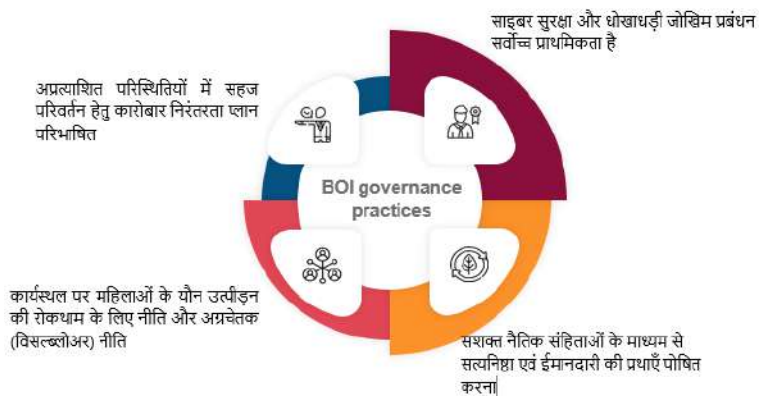 साइबर सुरक्षा और धोखाधड़ी जोखिम प्रबंधन
सर्वोच्च प्राथमिकता है
अप्रत्याशित परिस्थितियों में सहज
परिवर्तन हेतु कारोबार निरंतरता प्लान
परिभाषित
BOI governance
practices
कार्यस्थल पर महिलाओं के यौन उत्पीड़न
की रोकथाम के लिए नीति और अग्रचेतक
(विसलब्लोअर) नीति
सशक्त नैतिक संहिताओं के माध्यम से
सत्यनिष्ठा एवं ईमानदारी की प्रथाएँ पोषित
करना